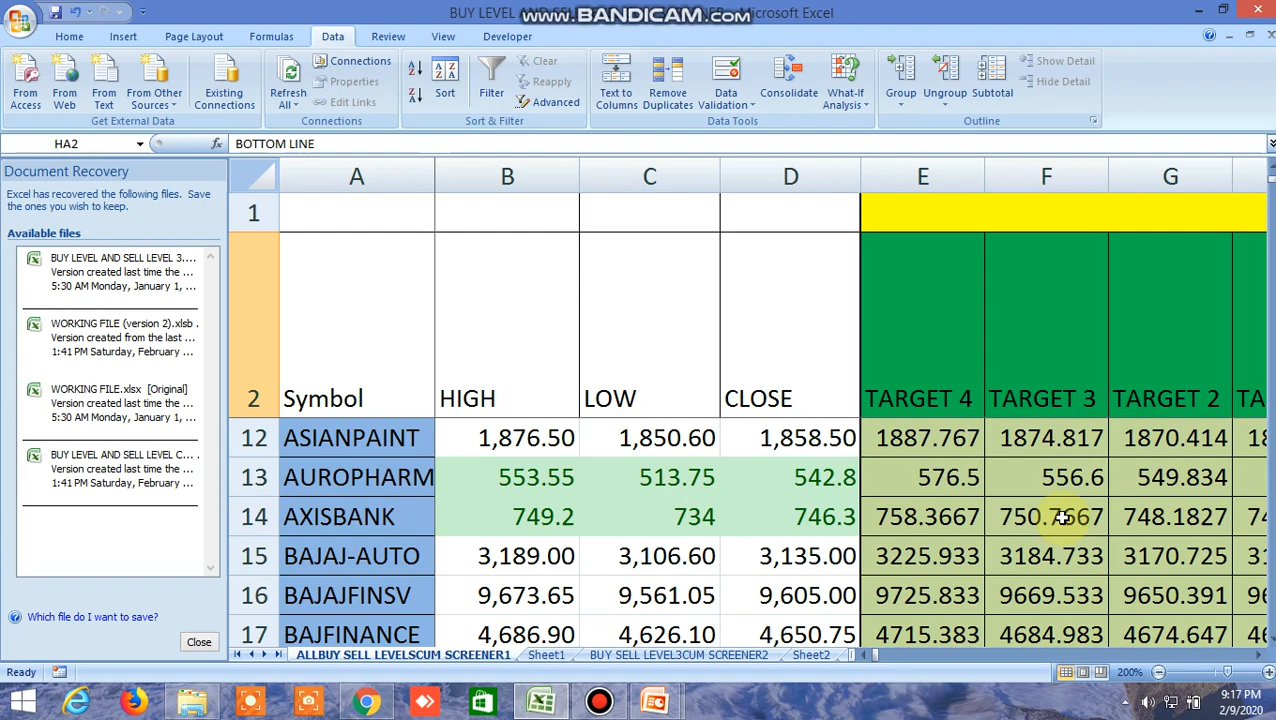 BUY LEVEL AND SELL LEVEL
www.BANDICAM.com
Microsoft Excel
Home Insert Page Layout Formulas Data Review View Developer
From Access
From Web
From Text
From Other Sources
Existing Connections
Get External Data
Refresh All
Connections
Properties
Edit Links
Connections
Sort
Filter
Clear
Reapply
Advanced
Sort & Filter
Text to Columns
Remove Duplicates
Data Validation
Consolidate
What-If Analysis
Data Tools
Group
Ungroup
Subtotal
Show Detail
Hide Detail
Outline
HA2 fx BOTTOM LINE
Document Recovery
Excel has recovered the following files. Save
the ones you wish to keep.
Available files
BUY LEVEL AND SELL LEVEL 3....
Version created last time the ...
5:30 AM Monday, January 1, ...
WORKING FILE (version 2).xlsb .
Version created from the last ...
1:41 PM Saturday, February ...
WORKING FILE.xlsx [Original]
Version created last time the ...
5:30 AM Monday, January 1, ...
BUY LEVEL AND SELL LEVEL C...
Version created last time the ...
1:41 PM Saturday, February ...
Which file do I want to save?
Close
A B C D E F G
1
2 Symbol HIGH LOW CLOSE TARGET 4 TARGET 3 TARGET 2 TA
12 ASIANPAINT 1,876.50 1,850.60 1,858.50 1887.767 1874.817 1870.414 18
13 AUROPHARM 553.55 513.75 542.8 576.5 556.6 549.834
14 AXISBANK 749.2 734 746.3 758.3667 750.7667 748.1827 74
15 BAJAJ-AUTO 3,189.00 3,106.60 3,135.00 3225.933 3184.733 3170.725 31
16 BAJAJFINSV 9,673.65 9,561.05 9,605.00 9725.833 9669.533 9650.391 96
17 BAJFINANCE 4,686.90 4,626.10 4,650.75 4715.383 4684.983 4674.647 46
ALLBUY SELL LEVELSCUM SCREENER1 Sheet1 BUY SELL LEVEL3CUM SCREENER2 Sheet2
Ready 200%
9:17 PM
2/9/2020